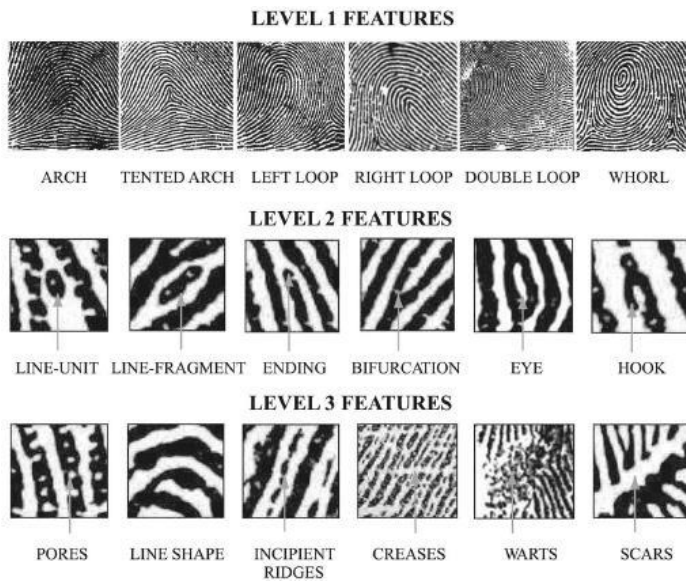 LEVEL 1 FEATURES
ARCH TENTED ARCH LEFT LOOP RIGHT LOOP DOUBLE LOOP WHORL
LEVEL 2 FEATURES
LINE-UNIT LINE-FRAGMENT ENDING BIFURCATION EYE HOOK
LEVEL 3 FEATURES
PORES LINE SHAPE INCIPIENT RIDGES CREASES WARTS SCARS